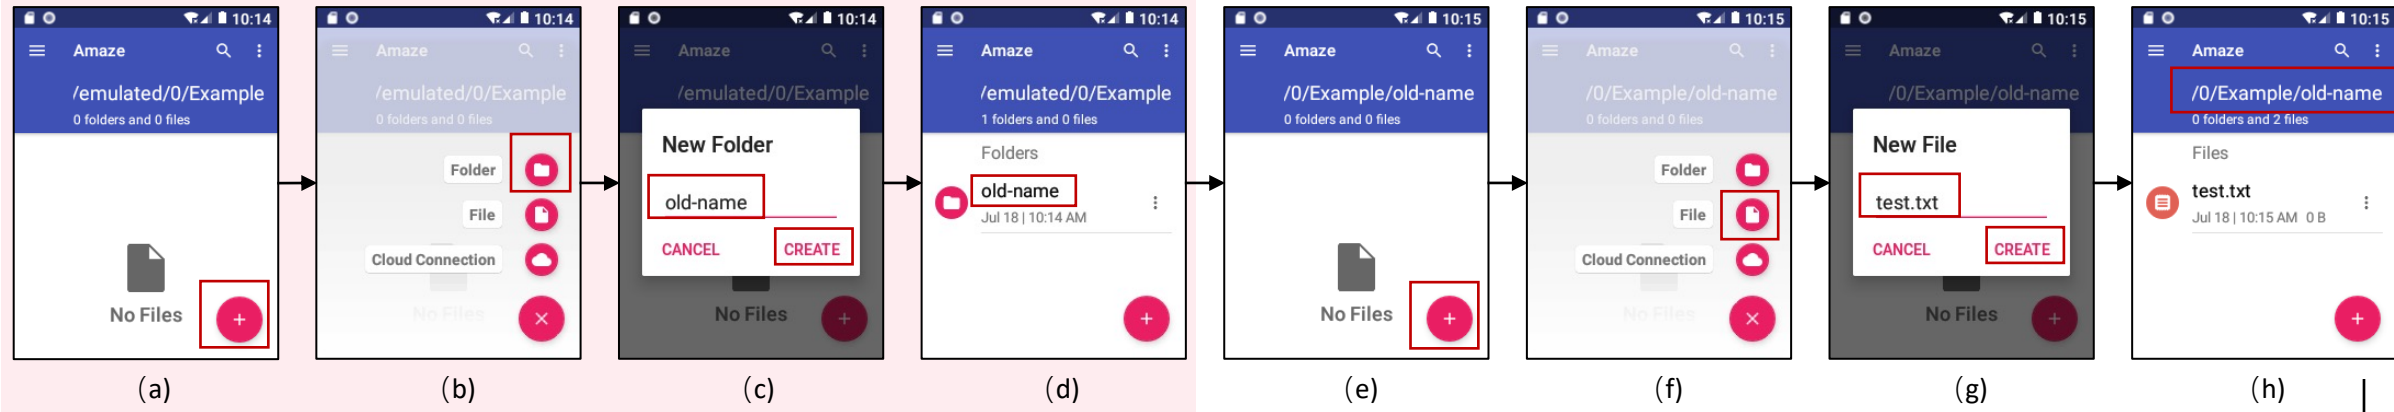 10:14
Amaze
/emulated/0/Example
0 folders and 0 files
No Files
(a)
10:14
Amaze
/emulated/0/Example
0 folders and 0 files
Folder
File
Cloud Connection
No Files
(b)
10:14
Amaze
/emulated/0/Example
New Folder
old-name
CANCEL
CREATE
No Files
(c)
10:14
Amaze
/emulated/0/Example
1 folders and 0 files
Folders
old-name
Jul 18 | 10:14 AM
(d)
10:15
Amaze
/0/Example/old-name
0 folders and 0 files
No Files
(e)
10:15
Amaze
/0/Example/old-name
0 folders and 0 files
Folder
File
Cloud Connection
No Files
(f)
10:15
Amaze
/0/Example/old-name
New File
test.txt
CANCEL
CREATE
No Files
(g)
10:15
Amaze
/0/Example/old-name
0 folders and 2 files
Files
test.txt
Jul 18 | 10:15 AM 0 B
(h)